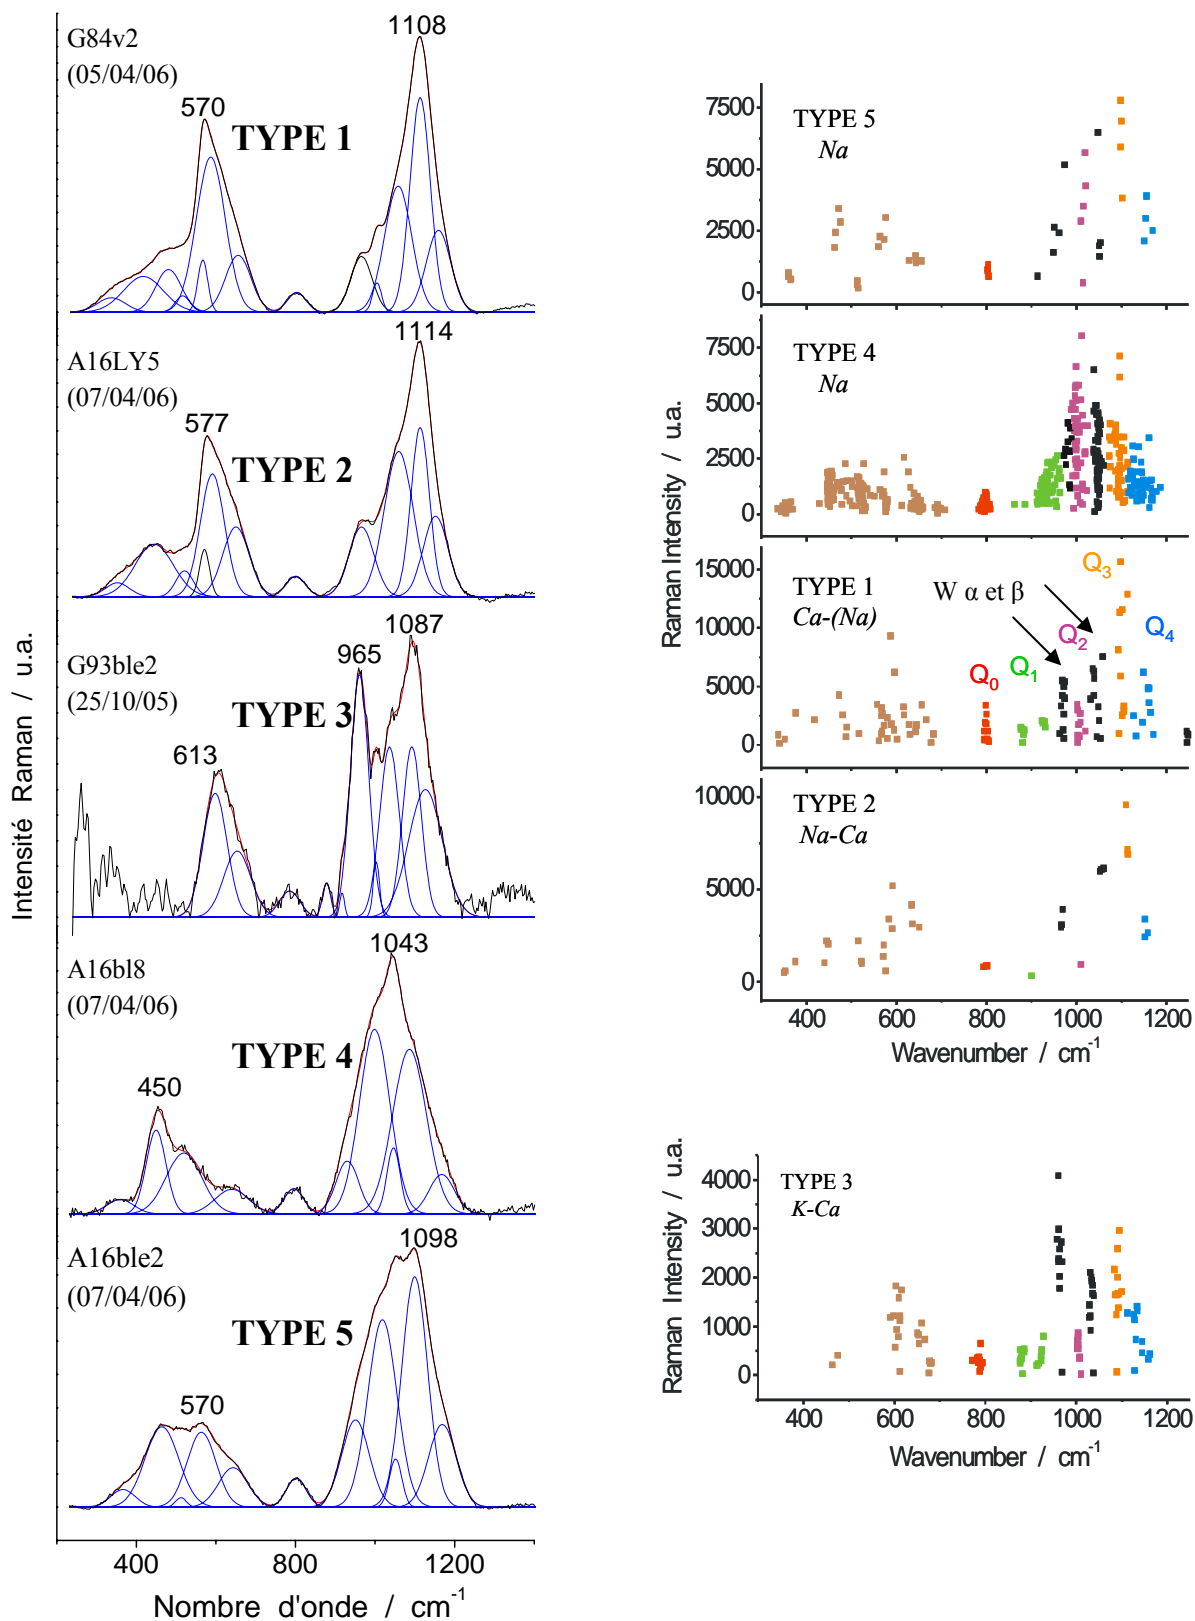 G84v2
(05/04/06)
570
1108
TYPE 1
A16LY5
(07/04/06)
577
1114
TYPE 2
G93ble2
(25/10/05)
613
965
1087
TYPE 3
A16bl8
(07/04/06)
450
1043
TYPE 4
A16ble2
(07/04/06)
570
1098
TYPE 5
400 800 1200
Nombre d'onde / cm⁻¹
Intensité Raman / u.a.
TYPE 5
Na
7500
5000
2500
0
TYPE 4
Na
7500
5000
2500
0
TYPE 1
Ca-(Na)
W α et β
Q₀
Q₁
Q₂
Q₃
Q₄
15000
10000
5000
0
TYPE 2
Na-Ca
10000
5000
0
400 600 800 1000 1200
Wavenumber / cm⁻¹
Raman Intensity / u.a.
TYPE 3
K-Ca
4000
3000
2000
1000
0
400 600 800 1000 1200
Wavenumber / cm⁻¹
Raman Intensity / u.a.